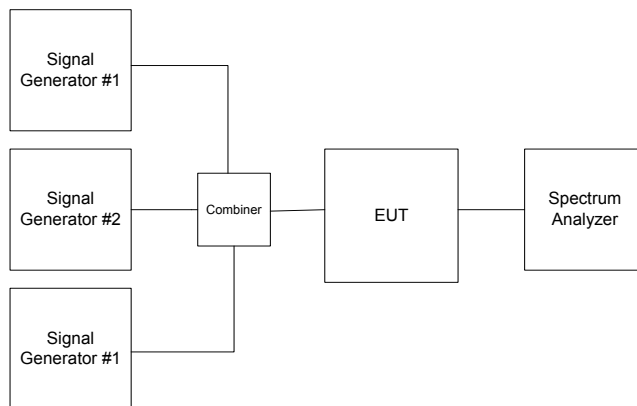 Signal
Generator #1
Signal
Generator #2
Combiner
EUT
Spectrum
Analyzer
Signal
Generator #1